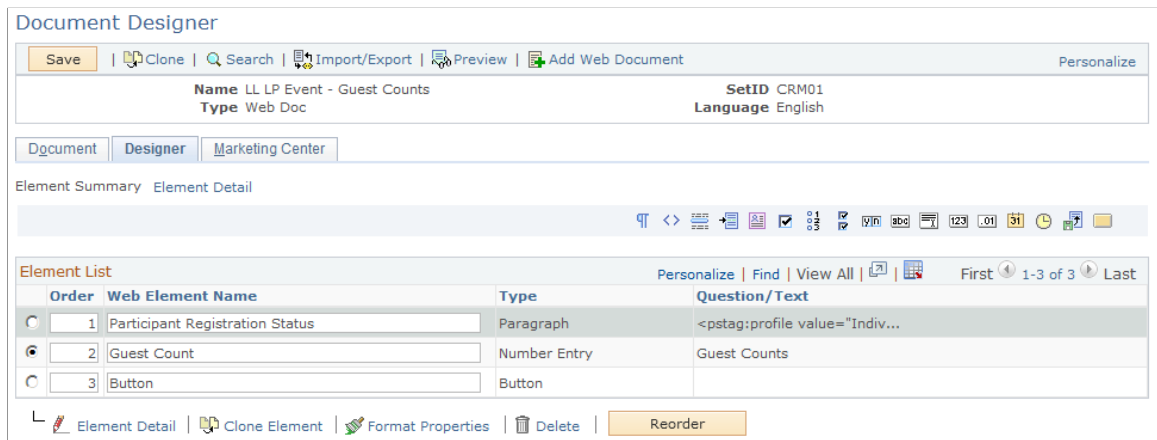 Document Designer
Save | Clone | Search | Import/Export | Preview | Add Web Document Personalize
Name LL LP Event - Guest Counts SetID CRM01
Type Web Doc Language English
Document Designer Marketing Center
Element Summary Element Detail
Element List Personalize | Find | View All | First 1-3 of 3 Last
Order Web Element Name Type Question/Text
1 Participant Registration Status Paragraph <pstag:profile value="Indiv...
2 Guest Count Number Entry Guest Counts
3 Button Button
Element Detail | Clone Element | Format Properties | Delete | Reorder